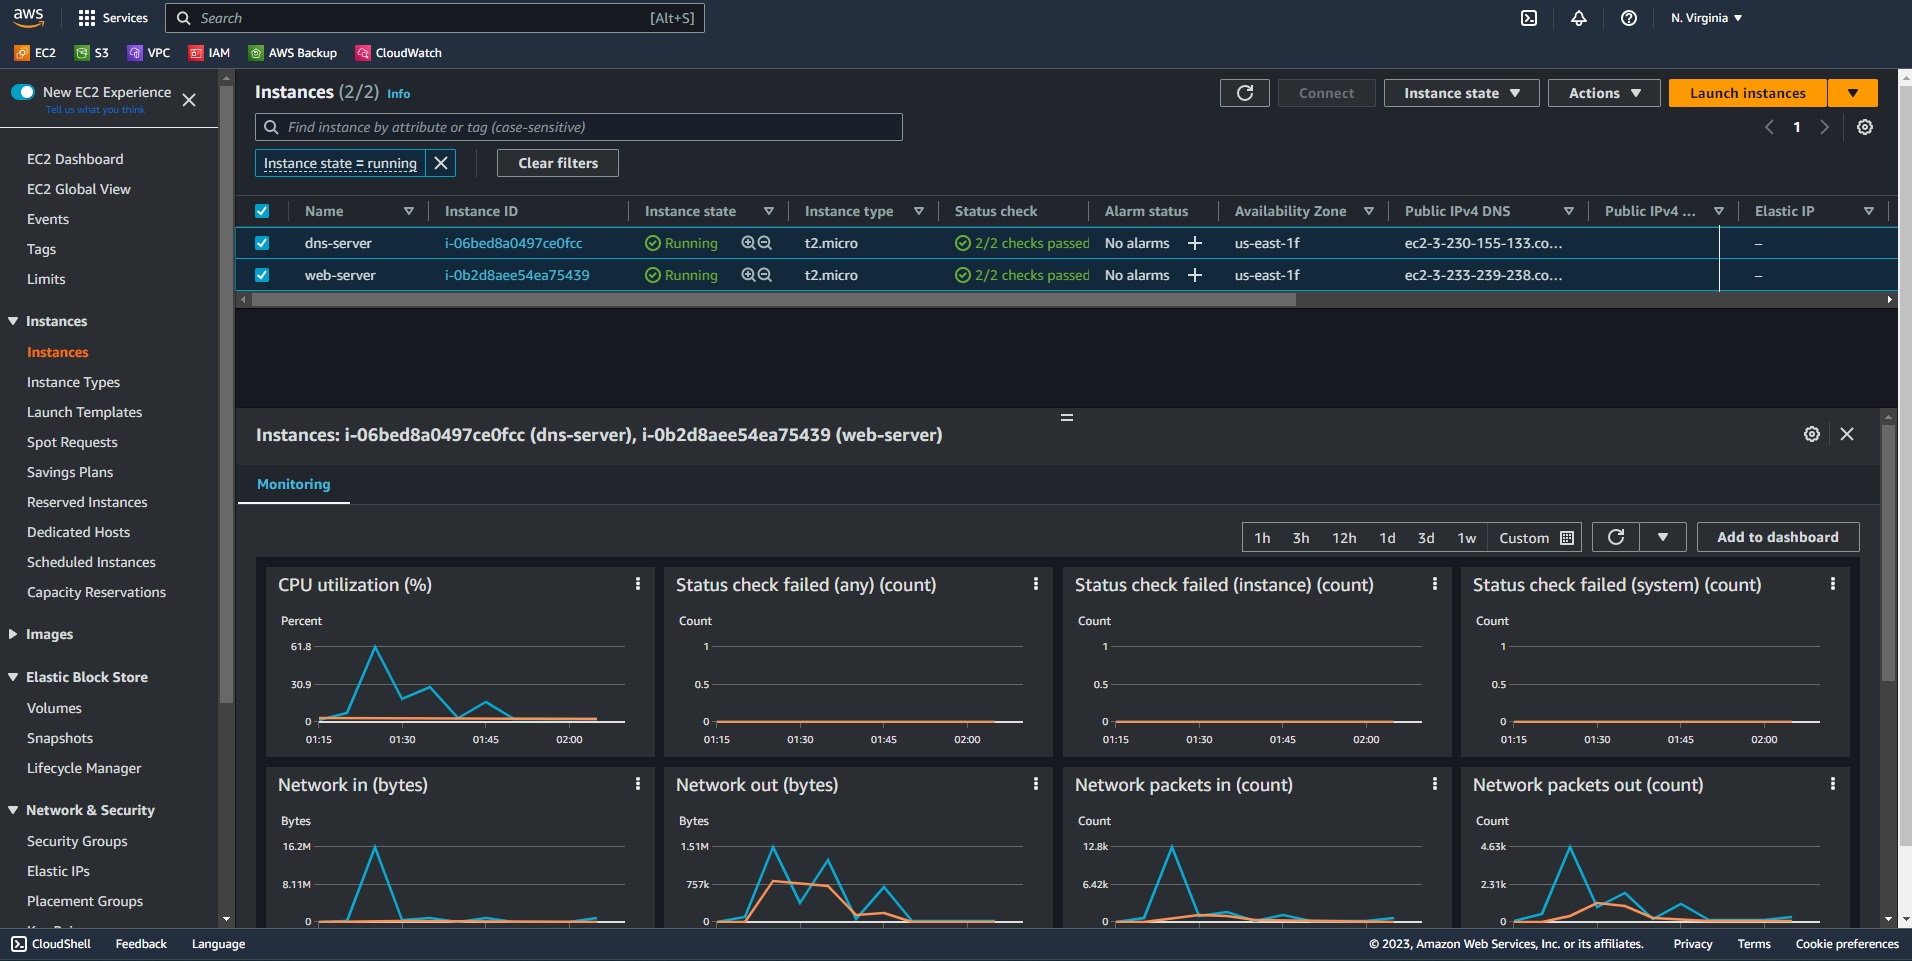 aws Services Search [Alt+S] N. Virginia
EC2 S3 VPC IAM AWS Backup CloudWatch
New EC2 Experience
Tell us what you think
EC2 Dashboard
EC2 Global View
Events
Tags
Limits
Instances
Instances
Instance Types
Launch Templates
Spot Requests
Savings Plans
Reserved Instances
Dedicated Hosts
Scheduled Instances
Capacity Reservations
Images
Elastic Block Store
Volumes
Snapshots
Lifecycle Manager
Network & Security
Security Groups
Elastic IPs
Placement Groups
Instances (2/2) Info
Connect Instance state Actions Launch instances
Find instance by attribute or tag (case-sensitive)
1
Instance state = running Clear filters
Name Instance ID Instance state Instance type Status check Alarm status Availability Zone Public IPv4 DNS Public IPv4 ... Elastic IP
dns-server i-06bed8a0497ce0fcc Running t2.micro 2/2 checks passed No alarms + us-east-1f ec2-3-230-155-133.co... –
web-server i-0b2d8aee54ea75439 Running t2.micro 2/2 checks passed No alarms + us-east-1f ec2-3-233-239-238.co... –
Instances: i-06bed8a0497ce0fcc (dns-server), i-0b2d8aee54ea75439 (web-server)
Monitoring
1h 3h 12h 1d 3d 1w Custom Add to dashboard
CPU utilization (%)
Percent
61.8
30.9
0
01:15 01:30 01:45 02:00
Status check failed (any) (count)
Count
1
0.5
0
01:15 01:30 01:45 02:00
Status check failed (instance) (count)
Count
1
0.5
0
01:15 01:30 01:45 02:00
Status check failed (system) (count)
Count
1
0.5
0
01:15 01:30 01:45 02:00
Network in (bytes)
Bytes
16.2M
8.11M
0
Network out (bytes)
Bytes
1.51M
757k
0
Network packets in (count)
Count
12.8k
6.42k
0
Network packets out (count)
Count
4.63k
2.31k
0
CloudShell Feedback Language © 2023, Amazon Web Services, Inc. or its affiliates. Privacy Terms Cookie preferences